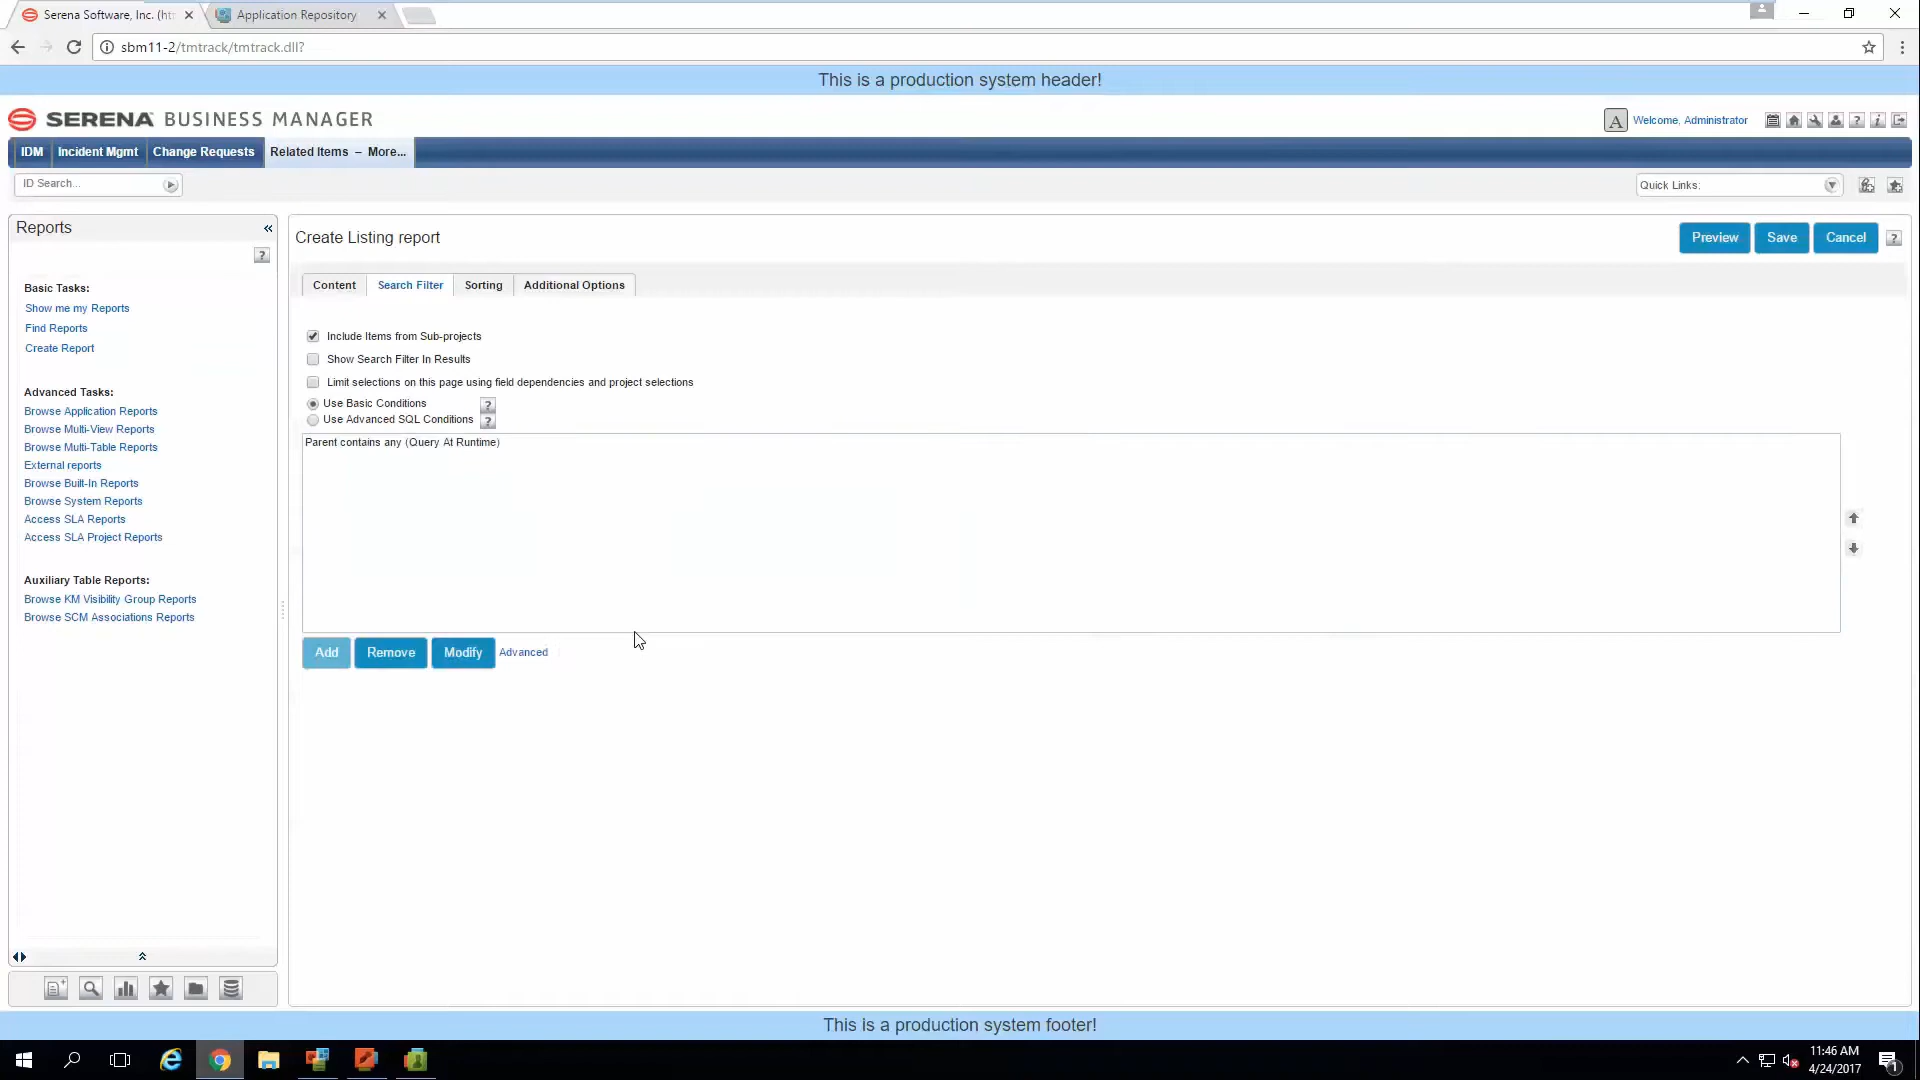 Serena Software, Inc. (htt
Application Repository
sbm11-2/tmtrack/tmtrack.dll?
This is a production system header!
SERENA BUSINESS MANAGER
A
Welcome, Administrator
IDM
Incident Mgmt
Change Requests
Related Items – More...
ID Search...
Quick Links:
Reports
Create Listing report
Preview
Save
Cancel
?
?
Content
Search Filter
Sorting
Additional Options
Basic Tasks:
Show me my Reports
Find Reports
Create Report
Advanced Tasks:
Browse Application Reports
Browse Multi-View Reports
Browse Multi-Table Reports
External reports
Browse Built-In Reports
Browse System Reports
Access SLA Reports
Access SLA Project Reports
Auxiliary Table Reports:
Browse KM Visibility Group Reports
Browse SCM Associations Reports
Include Items from Sub-projects
Show Search Filter In Results
Limit selections on this page using field dependencies and project selections
Use Basic Conditions ?
Use Advanced SQL Conditions ?
Parent contains any (Query At Runtime)
Add
Remove
Modify
Advanced
This is a production system footer!
11:46 AM
4/24/2017
1